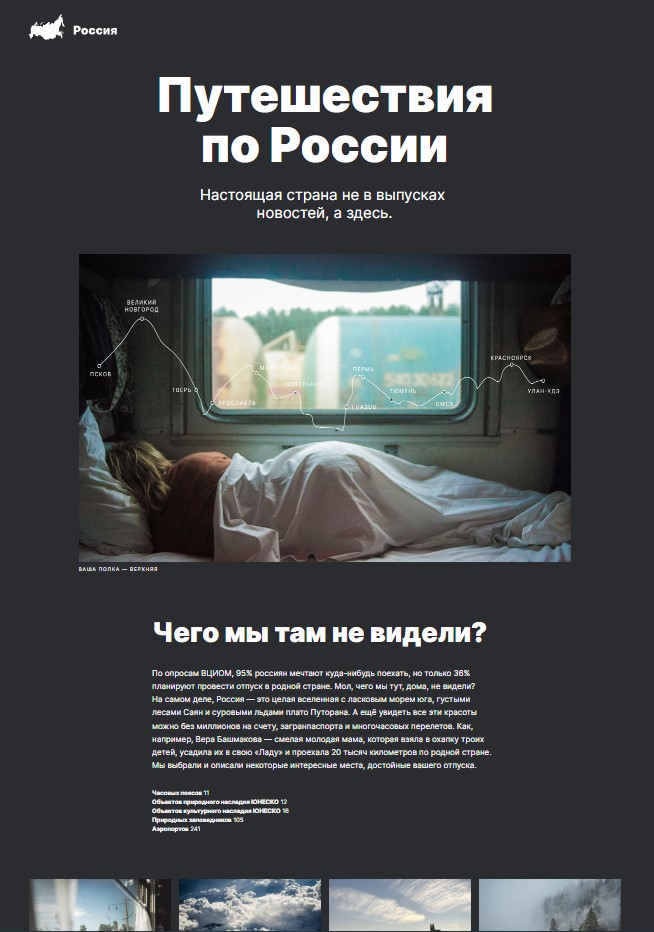 Россия
Путешествия
по России
Настоящая страна не в выпусках
новостей, а здесь.
ВЕЛИКИЙ
НОВГОРОД
ПСКОВ
ТВЕРЬ
ЯРОСЛАВЛЬ
ПЕРМЬ
ГЛАЗОВ
ТЮМЕНЬ
ОМСК
КРАСНОЯРСК
УЛАН-УДЭ
ВАША ПОЛКА — ВЕРХНЯЯ
Чего мы там не видели?
По опросам ВЦИОМ, 95% россиян мечтают куда-нибудь поехать, но только 36%
планируют провести отпуск в родной стране. Мол, чего мы тут, дома, не видели?
На самом деле, Россия — это целая вселенная с ласковым морем юга, густыми
лесами Саян и суровыми льдами плато Путорана. А ещё увидеть все эти красоты
можно без миллионов на счету, загранпаспорта и многочасовых перелетов. Как,
например, Вера Башмакова — смелая молодая мама, которая взяла в охапку троих
детей, усадила их в свою «Ладу» и проехала 20 тысяч километров по родной стране.
Мы выбрали и описали некоторые интересные места, достойные вашего отпуска.
Часовых поясов 11
Объектов природного наследия ЮНЕСКО 12
Объектов культурного наследия ЮНЕСКО 16
Природных заповедников 105
Аэропортов 241